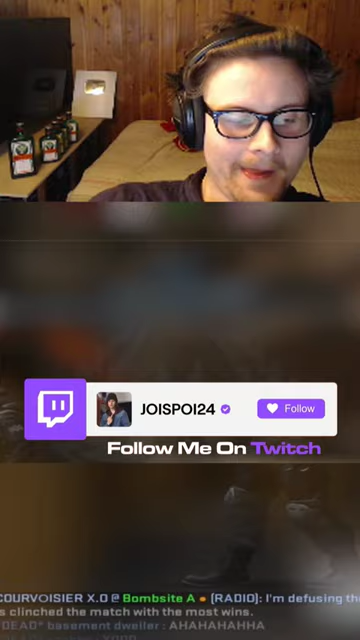 JOISPOI24
Follow
Follow Me On Twitch
COURVOISIER X.O @ Bombsite A • [RADIO]: I'm defusing the
s clinched the match with the most wins.
DEAD* basement dweller : AHAHAHAHHA